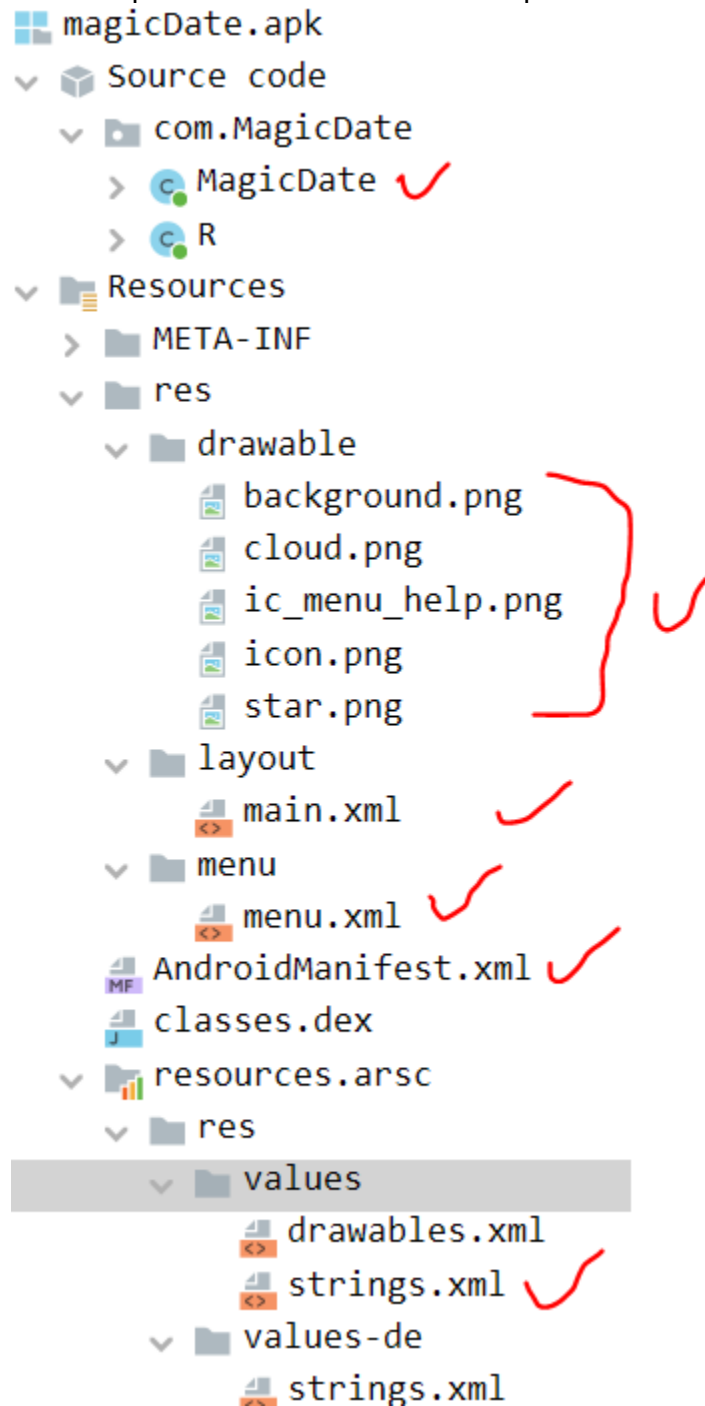 magicDate.apk
Source code
com.MagicDate
MagicDate
R
Resources
META-INF
res
drawable
background.png
cloud.png
ic_menu_help.png
icon.png
star.png
layout
main.xml
menu
menu.xml
AndroidManifest.xml
classes.dex
resources.arsc
res
values
drawables.xml
strings.xml
values-de
strings.xml